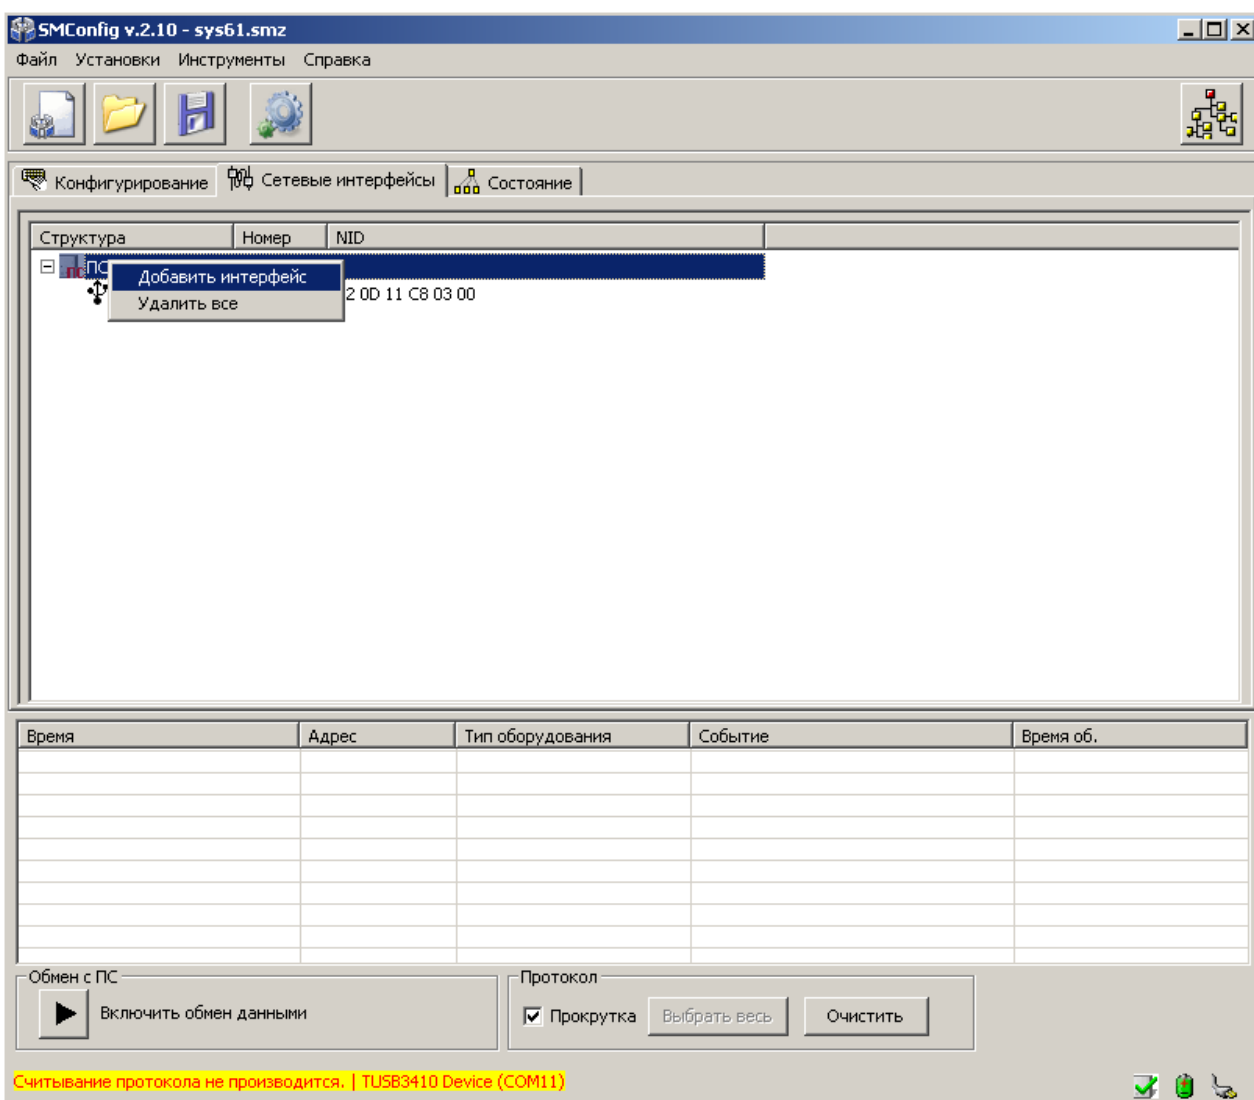 SMConfig v.2.10 - sys61.smz
Файл Установки Инструменты Справка
Конфигурирование Сетевые интерфейсы Состояние
Структура Номер NID
ПС
Добавить интерфейс
2 0D 11 C8 03 00
Удалить все
Время Адрес Тип оборудования Событие Время об.
Обмен с ПС Протокол
Включить обмен данными Прокрутка Выбрать весь Очистить
Считывание протокола не производится. | TUSB3410 Device (COM11)